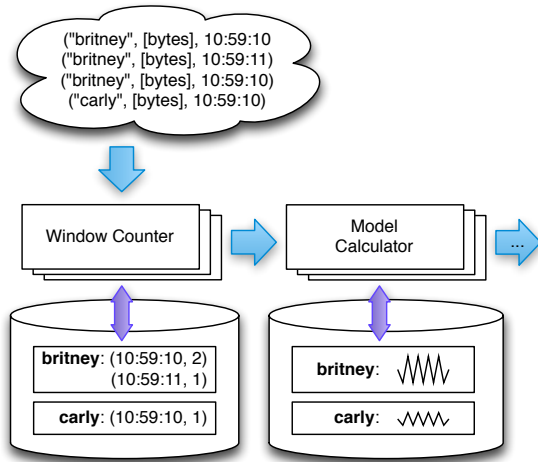 ("britney", [bytes], 10:59:10
("britney", [bytes], 10:59:11)
("britney", [bytes], 10:59:10)
("carly", [bytes], 10:59:10)
Window Counter
Model
Calculator
...
britney: (10:59:10, 2)
(10:59:11, 1)
carly: (10:59:10, 1)
britney:
carly: